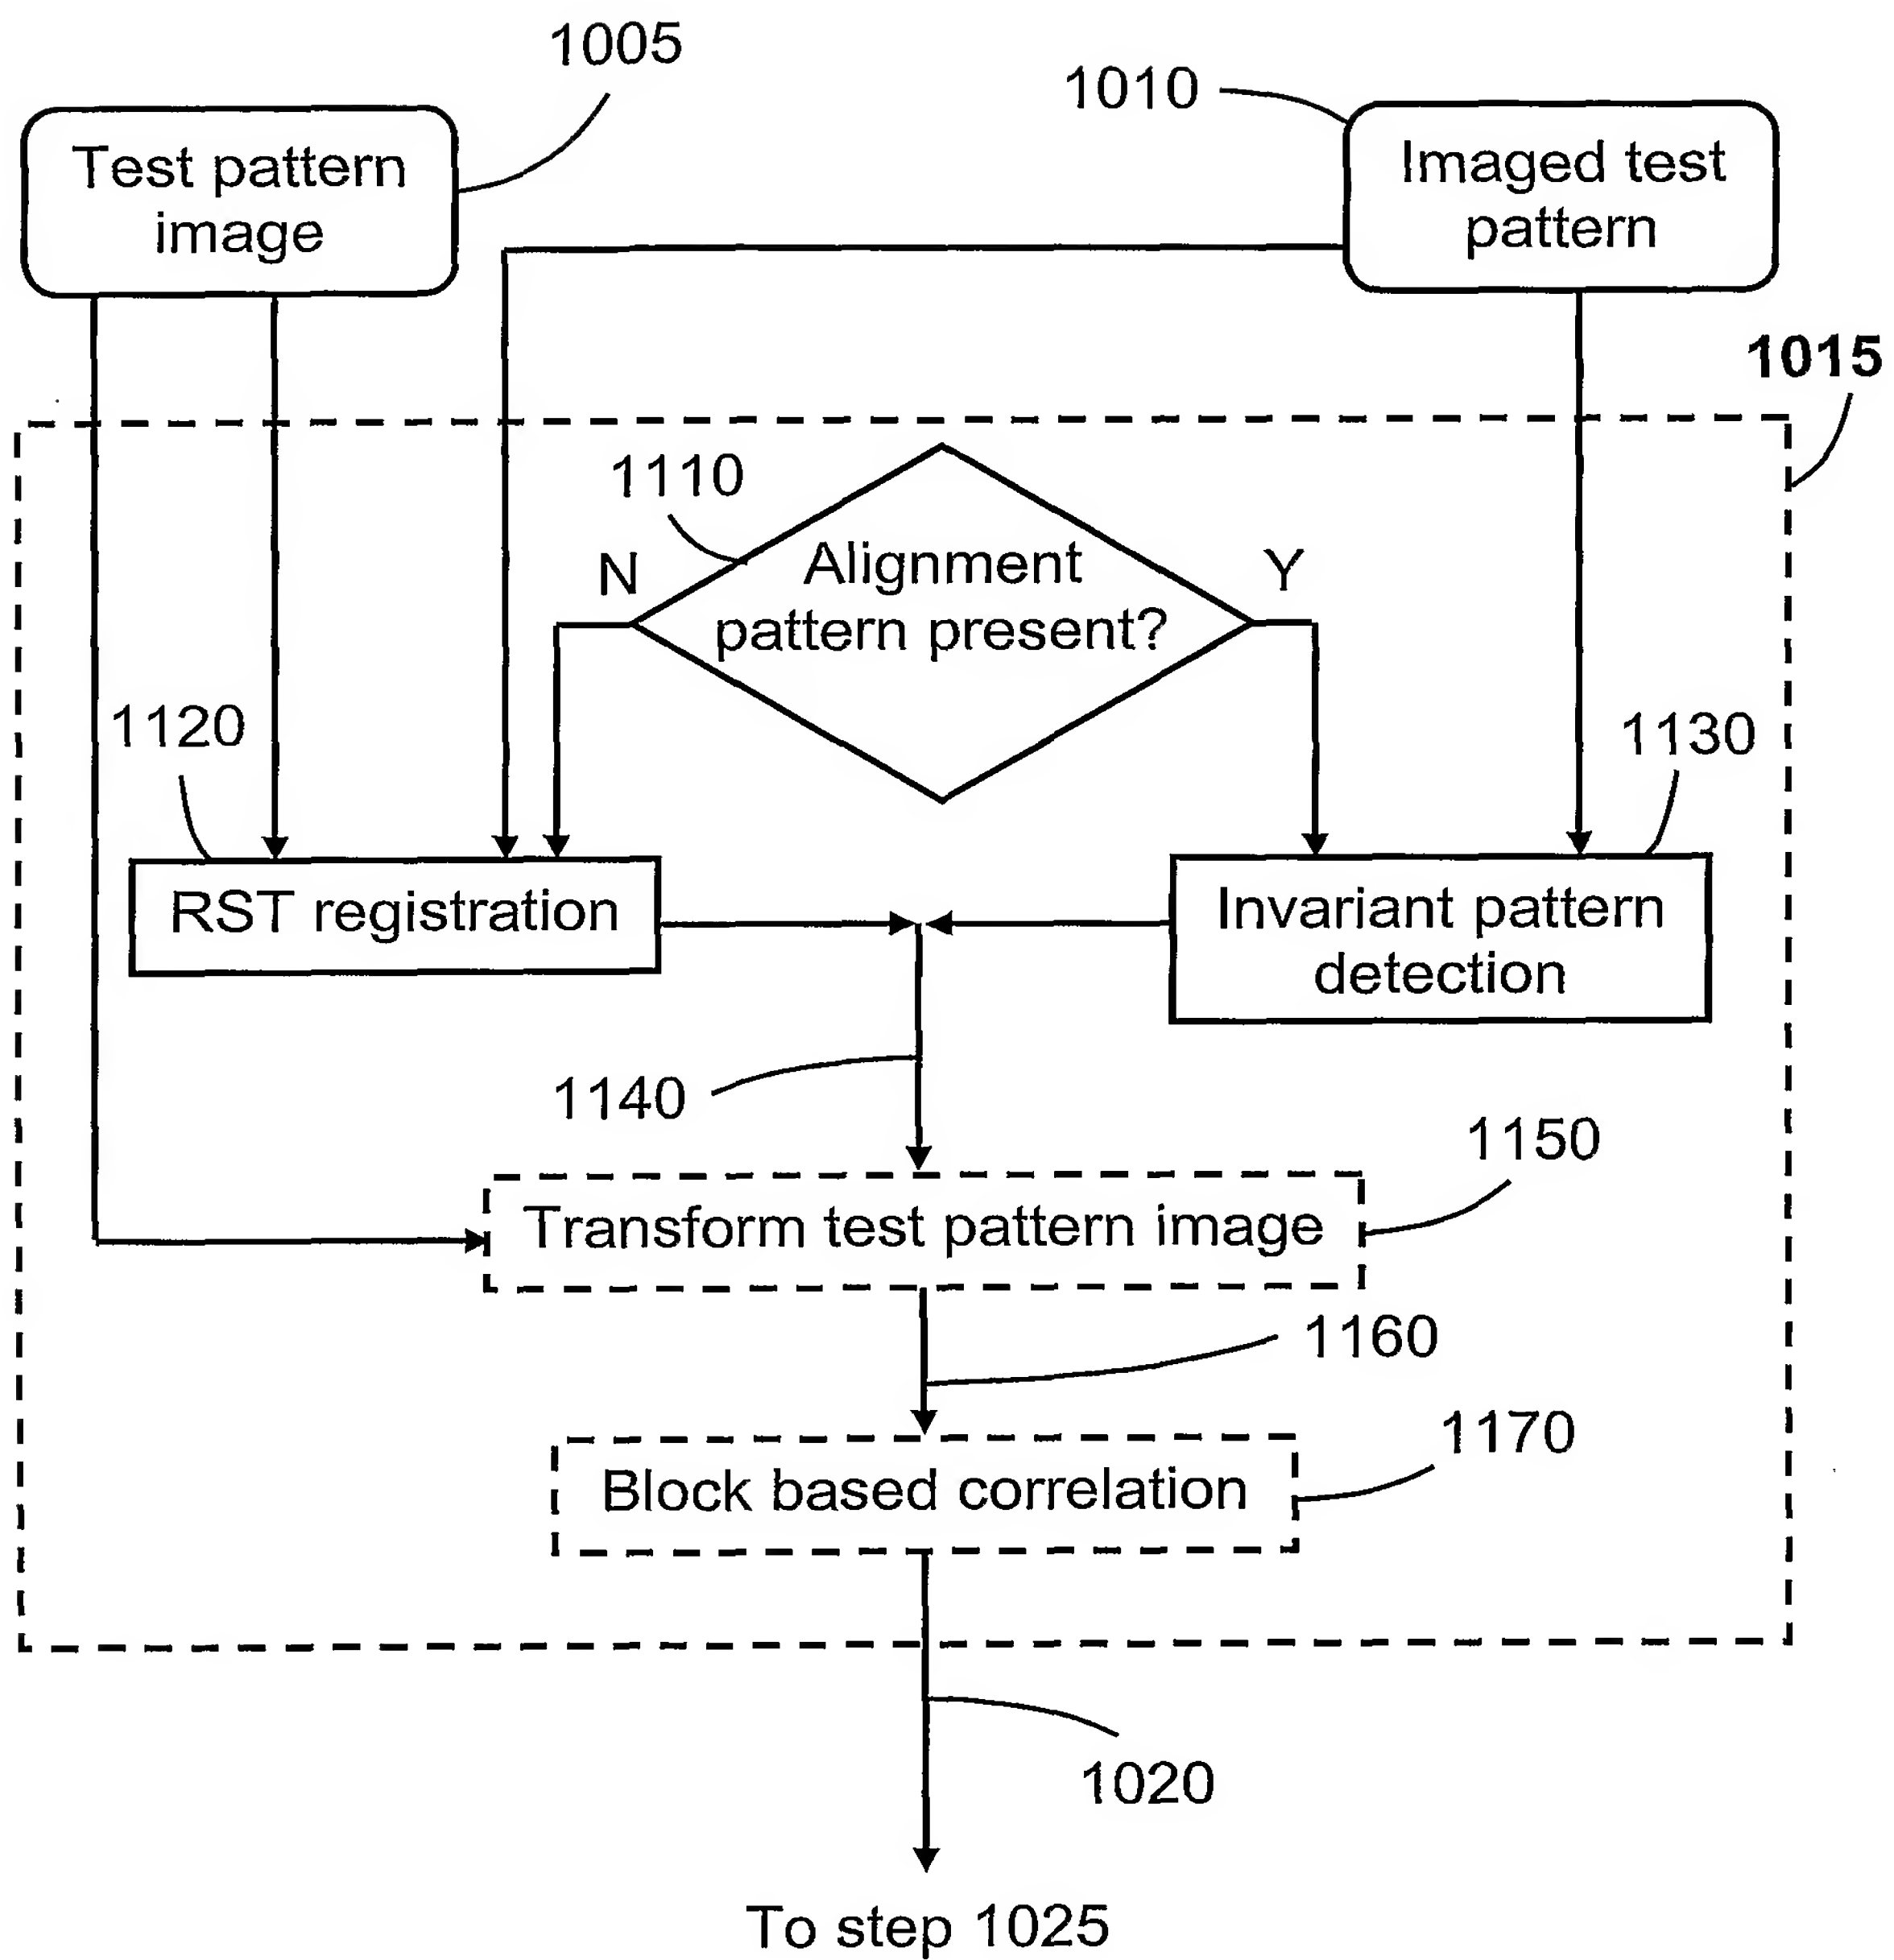 1005
1010
Test pattern
image
Imaged test
pattern
1015
1110
N
Alignment
pattern present?
Y
1120
1130
RST registration
Invariant pattern
detection
1140
1150
Transform test pattern image
1160
1170
Block based correlation
1020
To step 1025